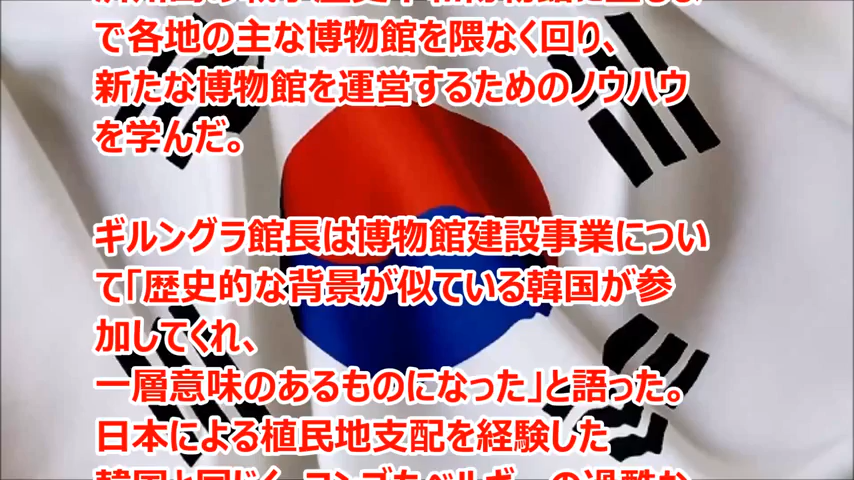 で各地の主な博物館を隈なく回り、
新たな博物館を運営するためのノウハウ
を学んだ。
ギルングラ館長は博物館建設事業につい
て「歴史的な背景が似ている韓国が参
加してくれ、
一層意味のあるものになった」と語った。
日本による植民地支配を経験した